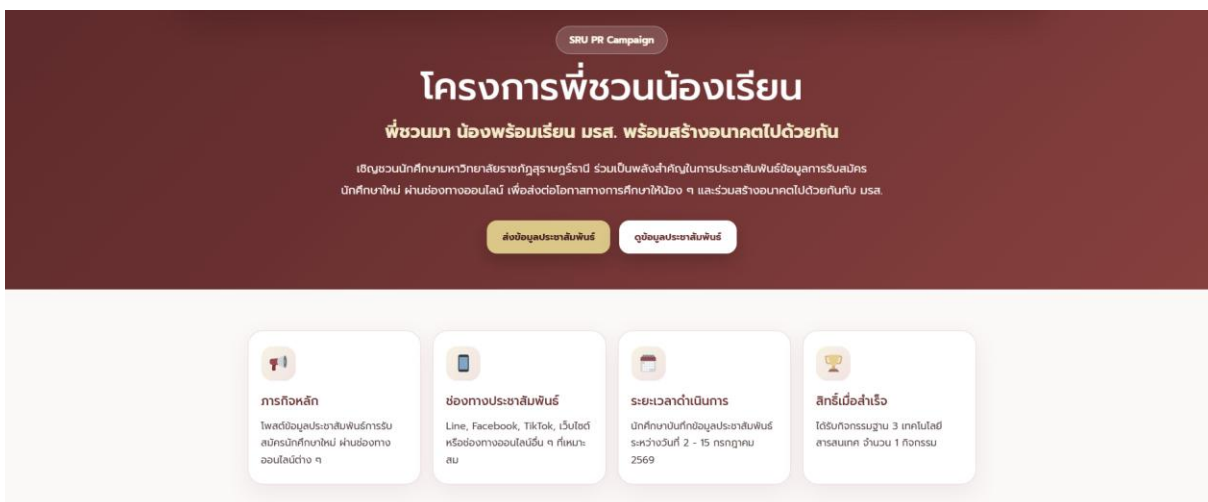 SRU PR Campaign
โครงการพี่ชวนน้องเรียน
พี่ชวนมา น้องพร้อมเรียน มรส. พร้อมสร้างอนาคตไปด้วยกัน
เชิญชวนนักศึกษามหาวิทยาลัยราชภัฏสุราษฎร์ธานี ร่วมเป็นพลังสำคัญในการประชาสัมพันธ์ข้อมูลการรับสมัคร
นักศึกษาใหม่ ผ่านช่องทางออนไลน์ เพื่อส่งต่อโอกาสทางการศึกษาให้น้อง ๆ และร่วมสร้างอนาคตไปด้วยกันกับ มรส.
ส่งข้อมูลประชาสัมพันธ์
ดูข้อมูลประชาสัมพันธ์
ภารกิจหลัก
โพสต์ข้อมูลประชาสัมพันธ์การรับ
สมัครนักศึกษาใหม่ ผ่านช่องทาง
ออนไลน์ต่าง ๆ
ช่องทางประชาสัมพันธ์
Line, Facebook, TikTok, เว็บไซต์
หรือช่องทางออนไลน์อื่น ๆ ที่เหมาะ
สม
ระยะเวลาดำเนินการ
นักศึกษาบันทึกข้อมูลประชาสัมพันธ์
ระหว่างวันที่ 2 - 15 กรกฎาคม
2569
สิทธิ์เมื่อสำเร็จ
ได้รับกิจกรรมฐาน 3 เทคโนโลยี
สารสนเทศ จำนวน 1 กิจกรรม